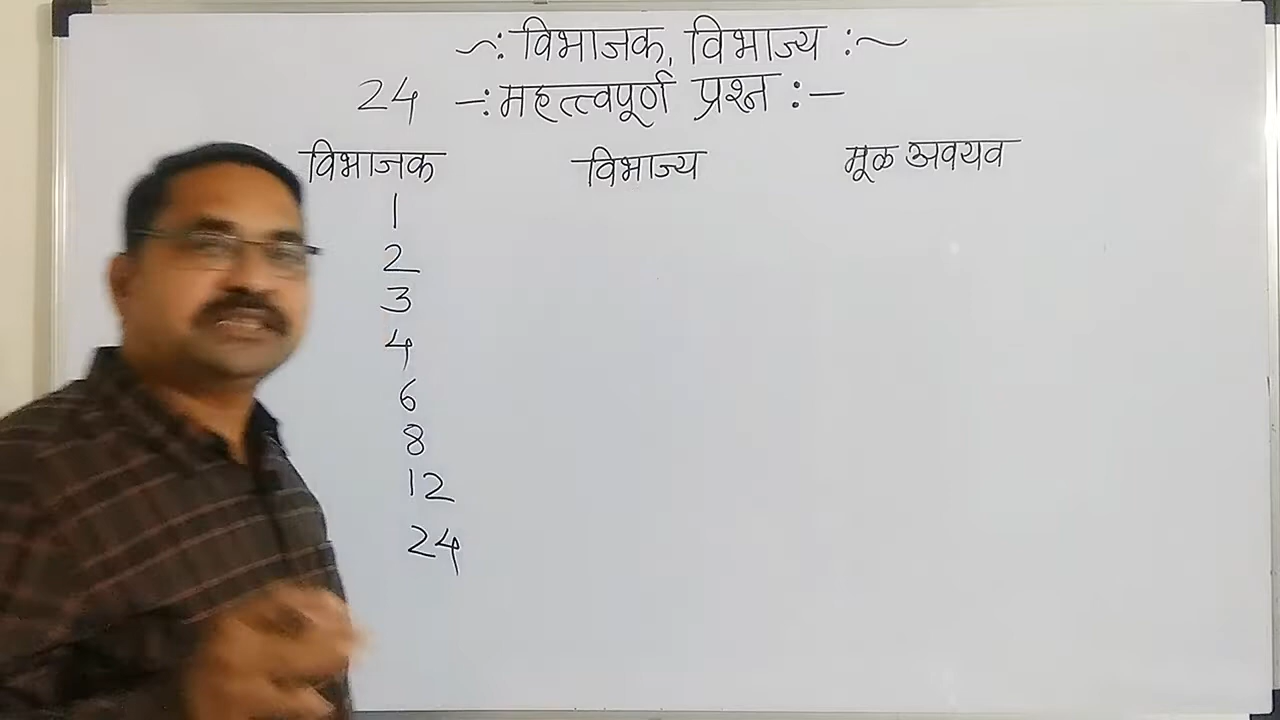 ~: विभाजक, विभाज्य :~
24 -: महत्त्वपूर्ण प्रश्न :-
विभाजक विभाज्य मूळ अवयव
1
2
3
4
6
8
12
24